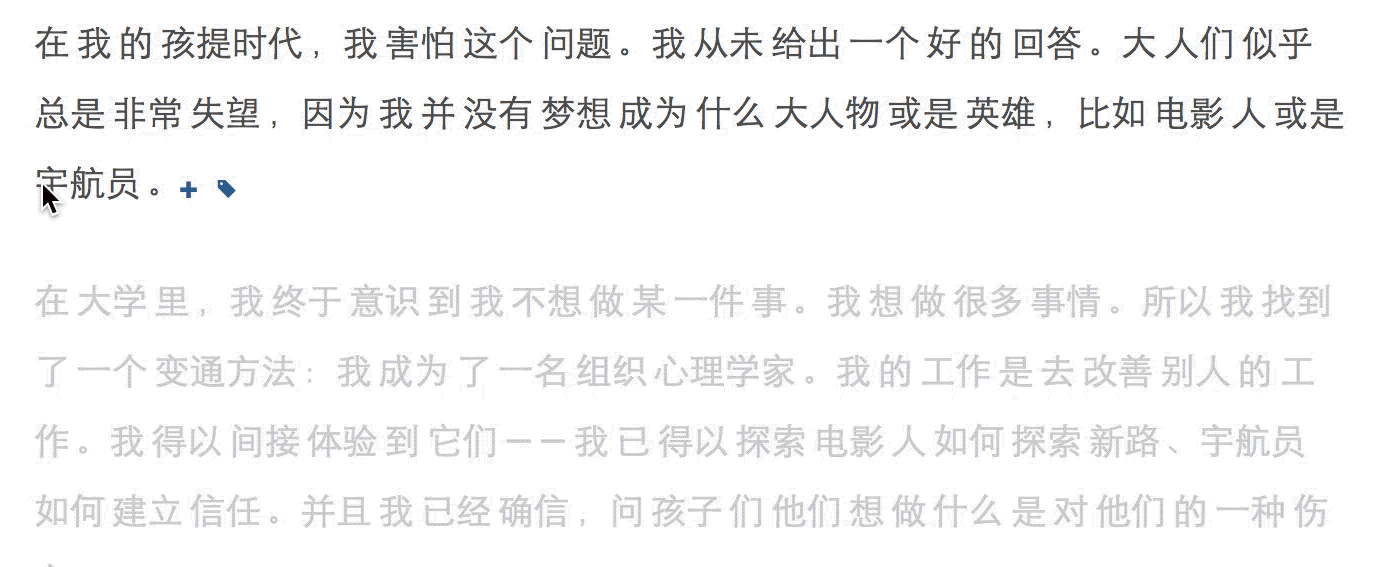 在我的孩提时代，我害怕这个问题。我从未给出一个好的回答。大人们似乎
总是非常失望，因为我并没有梦想成为什么大人物或是英雄，比如电影人或是
宇航员。
在大学里，我终于意识到我不想做某一件事。我想做很多事情。所以我找到
了一个变通方法：我成为了一名组织心理学家。我的工作是去改善别人的工
作。我得以间接体验到它们——我已得以探索电影人如何探索新路、宇航员
如何建立信任。并且我已经确信，问孩子们他们想做什么是对他们的一种伤